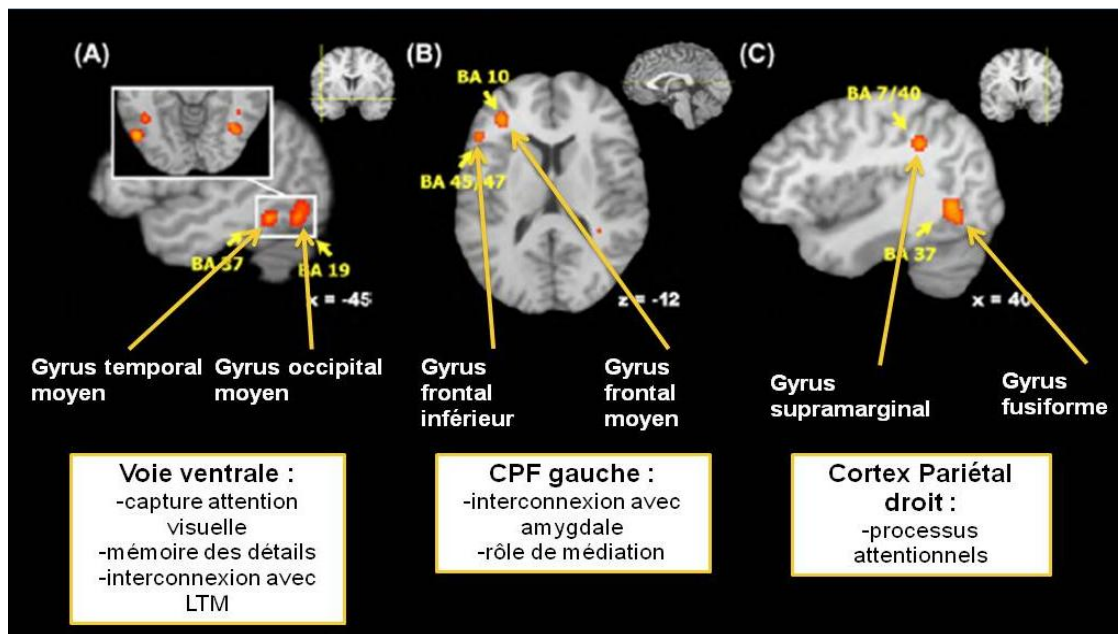 (A)
BA 37
BA 19
x = -45
(B)
BA 10
BA 45/47
z = -12
(C)
BA 7/40
BA 37
x = 40
Gyrus temporal
moyen
Gyrus occipital
moyen
Gyrus
frontal
inférieur
Gyrus
frontal
moyen
Gyrus
supramarginal
Gyrus
fusiforme
Voie ventrale :
-capture attention
visuelle
-mémoire des détails
-interconnexion avec
LTM
CPF gauche :
-interconnexion avec
amygdale
-rôle de médiation
Cortex Pariétal
droit :
-processus
attentionnels